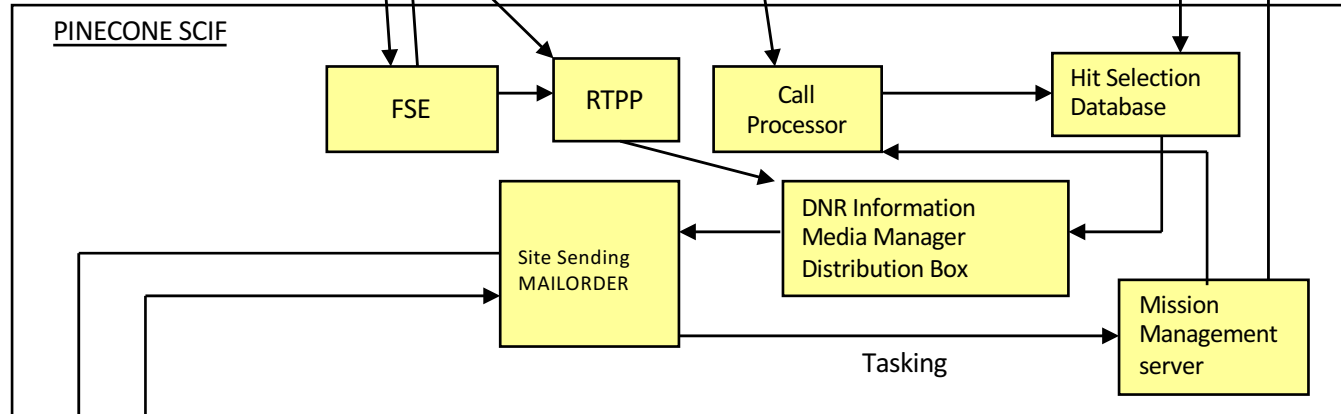 PINECONE SCIF
FSE
RTPP
Call
Processor
Hit Selection
Database
Site Sending
MAILORDER
DNR Information
Media Manager
Distribution Box
Mission
Management
server
Tasking